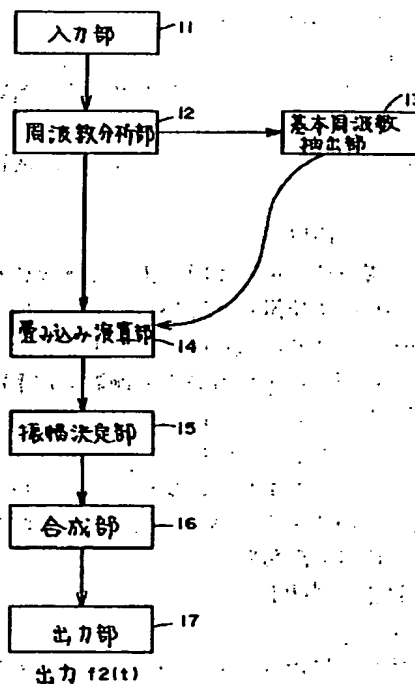 入力部
11
周波数分析部
12
基本周波数
抽出部
13
畳み込み演算部
14
振幅決定部
15
合成部
16
出力部
17
出力 f2(t)